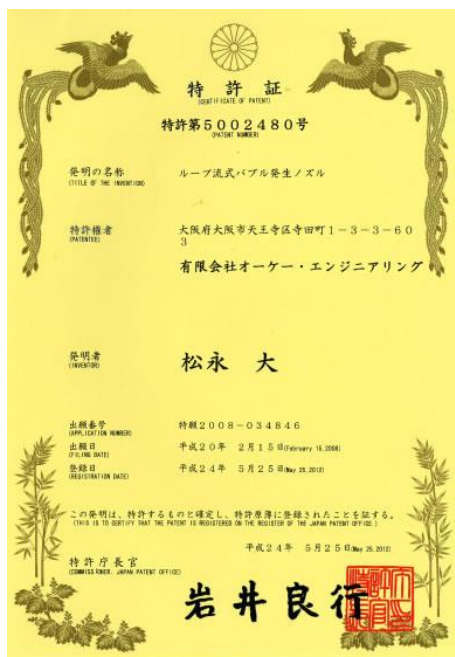 特許証
(CERTIFICATE OF PATENT)
特許第5002480号
(PATENT NUMBER)
発明の名称
(TITLE OF THE INVENTION)
ループ流式バブル発生ノズル
特許権者
(PATENTEE)
大阪府大阪市天王寺区寺田町1-3-3-60
3
有限会社オーケー・エンジニアリング
発明者
(INVENTOR)
松永 大
出願番号
(APPLICATION NUMBER)
特願2008-034846
出願日
(FILING DATE)
平成20年 2月15日(February 15,2008)
登録日
(REGISTRATION DATE)
平成24年 5月25日(May 25,2012)
この発明は、特許するものと確定し、特許原簿に登録されたことを証する。
(THIS IS TO CERTIFY THAT THE PATENT IS REGISTERED ON THE REGISTER OF THE JAPAN PATENT OFFICE.)
平成24年 5月25日(May 25,2012)
特許庁長官
(COMMISSIONER, JAPAN PATENT OFFICE)
岩井良行